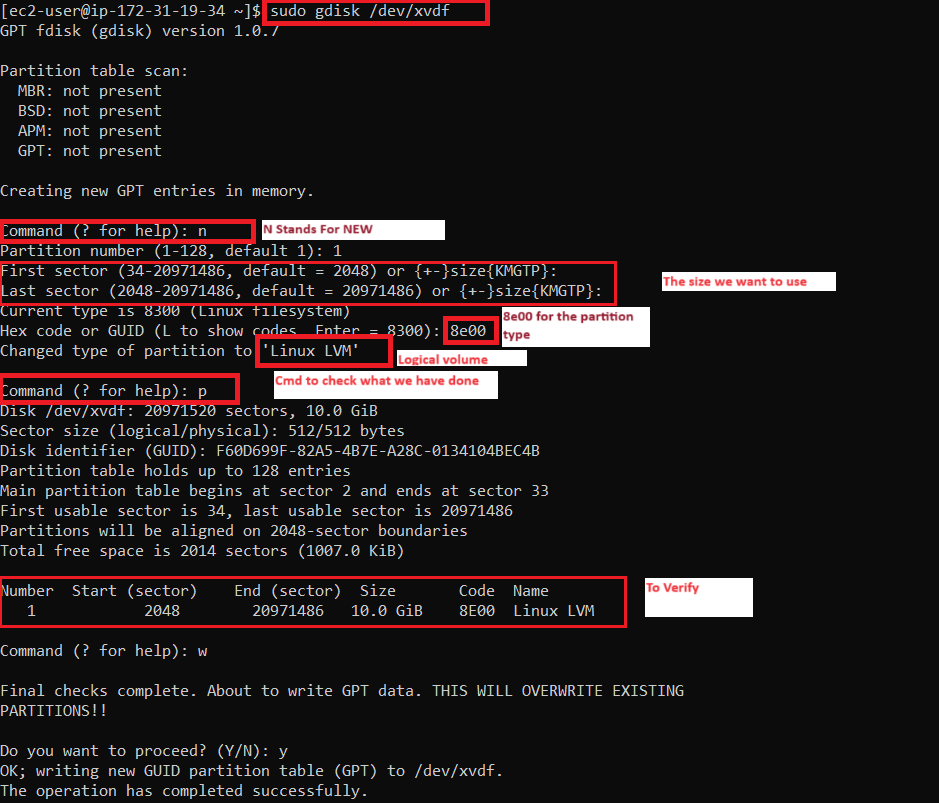 [ec2-user@ip-172-31-19-34 ~]$ sudo gdisk /dev/xvdf
GPT fdisk (gdisk) version 1.0.7
Partition table scan:
MBR: not present
BSD: not present
APM: not present
GPT: not present
Creating new GPT entries in memory.
Command (? for help): n
N Stands For NEW
Partition number (1-128, default 1): 1
First sector (34-20971486, default = 2048) or {+-}size{KMGTP}:
Last sector (2048-20971486, default = 20971486) or {+-}size{KMGTP}:
The size we want to use
Current type is 8300 (Linux filesystem)
Hex code or GUID (L to show codes, Enter = 8300): 8e00
8e00 for the partition
type
Changed type of partition to 'Linux LVM'
Logical volume
Command (? for help): p
Cmd to check what we have done
Disk /dev/xvdf: 20971520 sectors, 10.0 GiB
Sector size (logical/physical): 512/512 bytes
Disk identifier (GUID): F60D699F-82A5-4B7E-A28C-0134104BEC4B
Partition table holds up to 128 entries
Main partition table begins at sector 2 and ends at sector 33
First usable sector is 34, last usable sector is 20971486
Partitions will be aligned on 2048-sector boundaries
Total free space is 2014 sectors (1007.0 KiB)
Number Start (sector) End (sector) Size Code Name
1 2048 20971486 10.0 GiB 8E00 Linux LVM
To Verify
Command (? for help): w
Final checks complete. About to write GPT data. THIS WILL OVERWRITE EXISTING
PARTITIONS!!
Do you want to proceed? (Y/N): y
OK; writing new GUID partition table (GPT) to /dev/xvdf.
The operation has completed successfully.